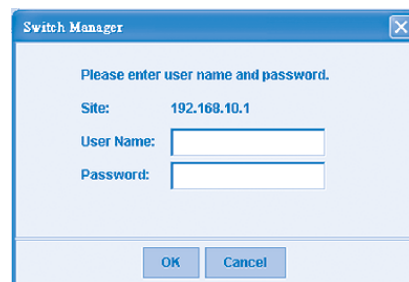 Switch Manager
Please enter user name and password.
Site: 192.168.10.1
User Name:
Password:
OK Cancel